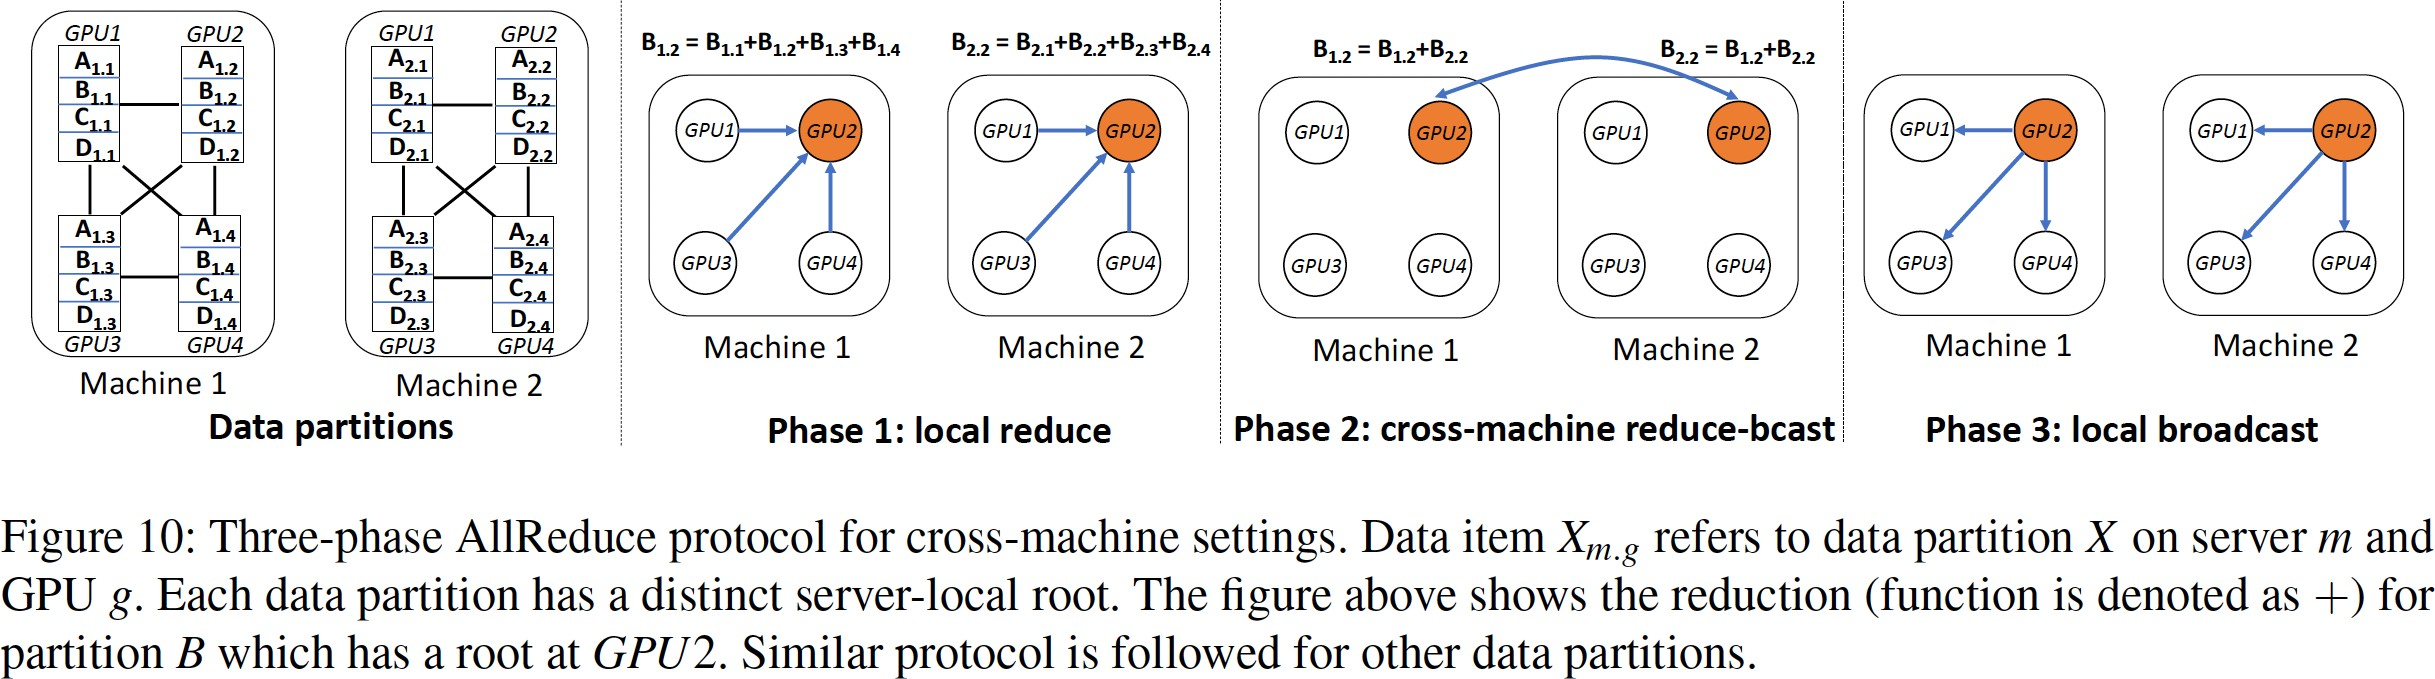 GPU1 GPU2 GPU1 GPU2
A1.1 A1.2 A2.1 A2.2
B1.1 B1.2 B2.1 B2.2
C1.1 C1.2 C2.1 C2.2
D1.1 D1.2 D2.1 D2.2
A1.3 A1.4 A2.3 A2.4
B1.3 B1.4 B2.3 B2.4
C1.3 C1.4 C2.3 C2.4
D1.3 D1.4 D2.3 D2.4
GPU3 GPU4 GPU3 GPU4
Machine 1 Machine 2
Data partitions
B1.2 = B1.1+B1.2+B1.3+B1.4 B2.2 = B2.1+B2.2+B2.3+B2.4
GPU1 GPU2 GPU1 GPU2
GPU3 GPU4 GPU3 GPU4
Machine 1 Machine 2
Phase 1: local reduce
B1.2 = B1.2+B2.2 B2.2 = B1.2+B2.2
GPU1 GPU2 GPU1 GPU2
GPU3 GPU4 GPU3 GPU4
Machine 1 Machine 2
Phase 2: cross-machine reduce-bcast
GPU1 GPU2 GPU1 GPU2
GPU3 GPU4 GPU3 GPU4
Machine 1 Machine 2
Phase 3: local broadcast
Figure 10: Three-phase AllReduce protocol for cross-machine settings. Data item Xm.g refers to data partition X on server m and
GPU g. Each data partition has a distinct server-local root. The figure above shows the reduction (function is denoted as +) for
partition B which has a root at GPU2. Similar protocol is followed for other data partitions.